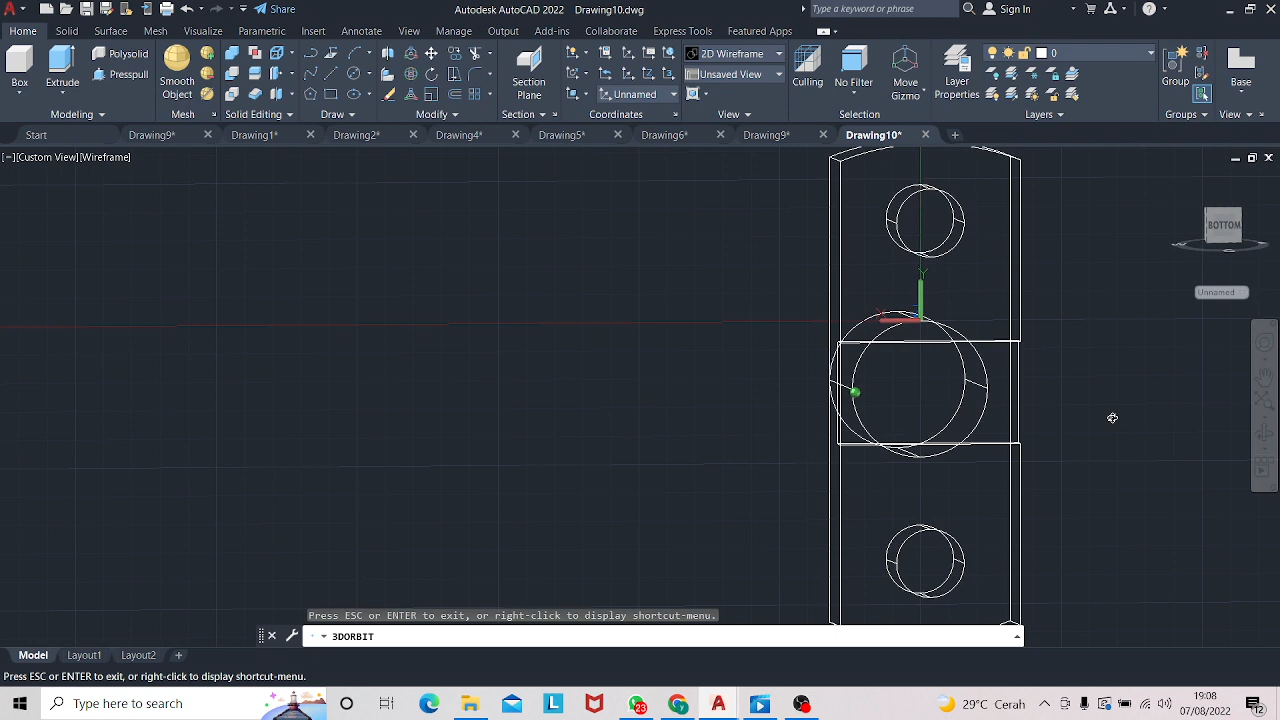 A Share Autodesk AutoCAD 2022 Drawing10.dwg Type a keyword or phrase Sign In
Home Solid Surface Mesh Visualize Parametric Insert Annotate View Manage Output Add-ins Collaborate Express Tools Featured Apps
Box Extrude Polysolid Presspull Smooth Object Section Plane 2D Wireframe Unsaved View Unnamed Culling No Filter Move Gizmo Layer Properties 0 Group Base
Modeling Mesh Solid Editing Draw Modify Section Coordinates View Selection Layers Groups View
Start Drawing9* Drawing1* Drawing2* Drawing4* Drawing5* Drawing6* Drawing9* Drawing10*
[−][Custom View][Wireframe]
BOTTOM
Y
X
Unnamed
Press ESC or ENTER to exit, or right-click to display shortcut-menu.
3DORBIT
Model Layout1 Layout2
Press ESC or ENTER to exit, or right-click to display shortcut-menu.
Type here to search L 23 A 29°C Cerah 19:08
07/08/2022 12